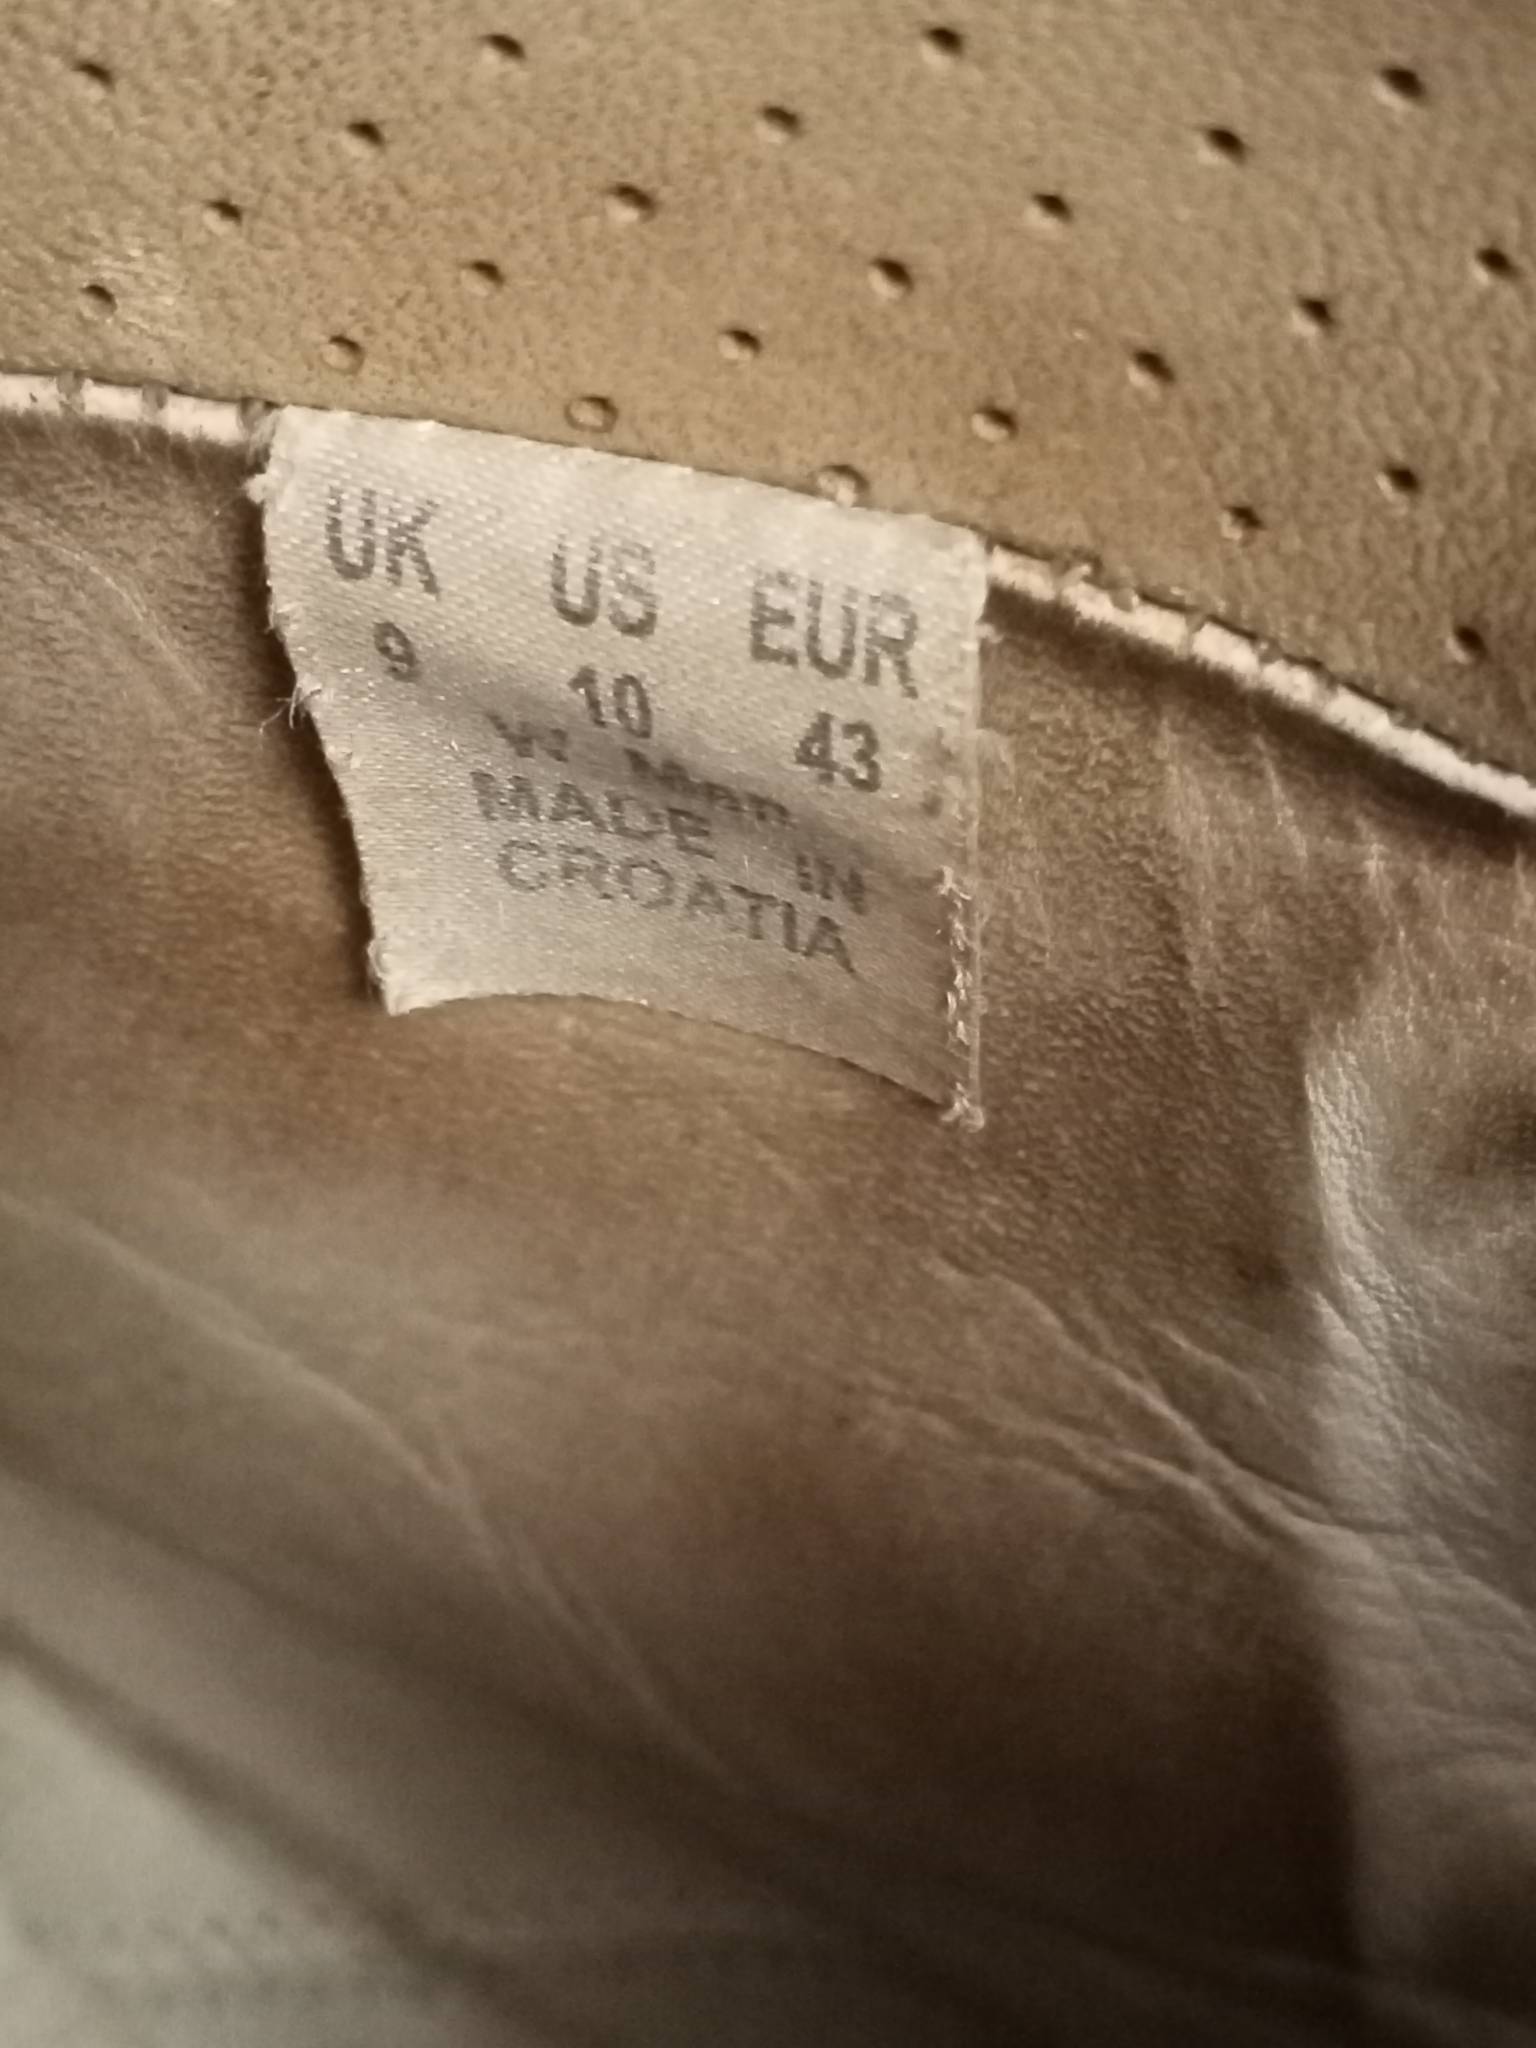 UK US EUR
9 10 43
MADE IN
CROATIA